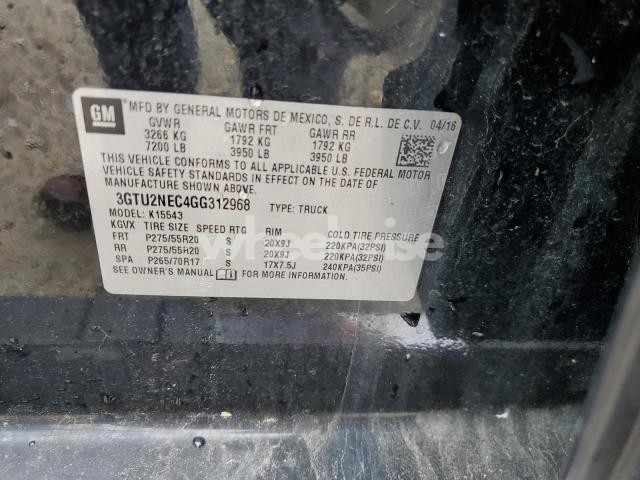 GM
MFD BY GENERAL MOTORS DE MEXICO, S. DE R.L. DE C.V. 04/16
GVWR GAWR FRT GAWR RR
3266 KG 1792 KG 1792 KG
7200 LB 3950 LB 3950 LB
THIS VEHICLE CONFORMS TO ALL APPLICABLE U.S. FEDERAL MOTOR
VEHICLE SAFETY STANDARDS IN EFFECT ON THE DATE OF
MANUFACTURE SHOWN ABOVE.
3GTU2NEC4GG312968 TYPE: TRUCK
MODEL: K15543
KGVX TIRE SIZE SPEED RTG RIM COLD TIRE PRESSURE
FRT P275/55R20 S 20X9J 220KPA(32PSI)
RR P275/55R20 S 20X9J 220KPA(32PSI)
SPA P265/70R17 S 17X7.5J 240KPA(35PSI)
SEE OWNER'S MANUAL FOR ADDITIONAL INFORMATION